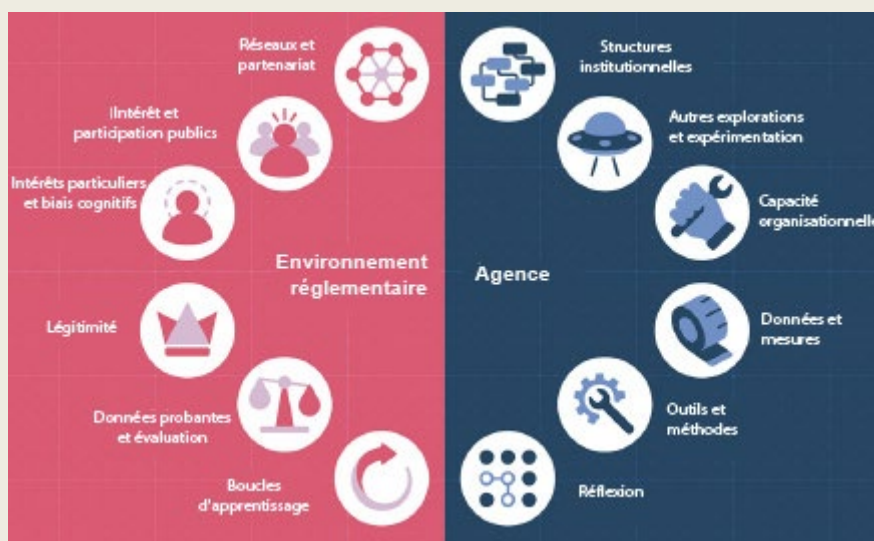 Réseaux et
partenariat
IIntérêt et
participation publics
Intérêts particuliers
et biais cognitifs
Environnement
réglementaire
Légitimité
Données probantes
et évaluation
Boucles
d'apprentissage
Structures
institutionnelles
Autres explorations
et expérimentation
Capacité
organisationnelle
Agence
Données et
mesures
Outils et
méthodes
Réflexion